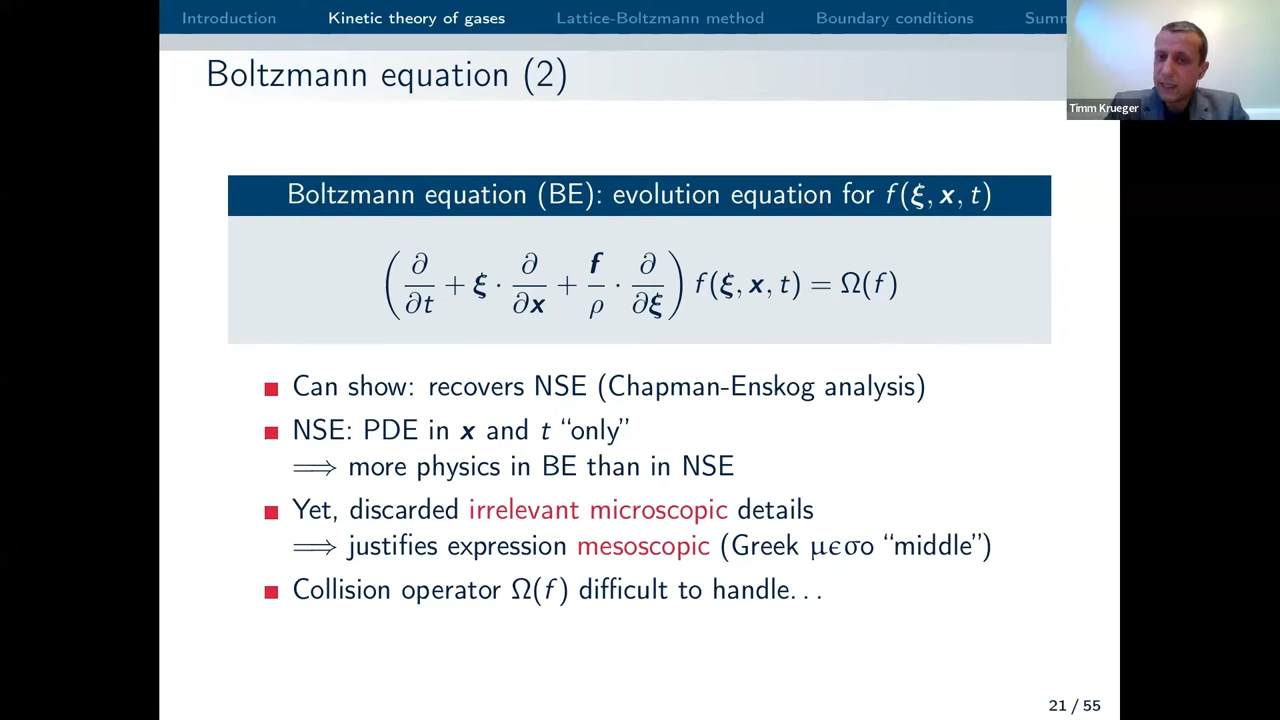 Introduction Kinetic theory of gases Lattice-Boltzmann method Boundary conditions Summ
Boltzmann equation (2)
Timm Krueger
Boltzmann equation (BE): evolution equation for f(ξ, x, t)
(∂/∂t + ξ · ∂/∂x + f/ρ · ∂/∂ξ) f(ξ, x, t) = Ω(f)
Can show: recovers NSE (Chapman-Enskog analysis)
NSE: PDE in x and t “only”
⟹ more physics in BE than in NSE
Yet, discarded irrelevant microscopic details
⟹ justifies expression mesoscopic (Greek μϵσο “middle”)
Collision operator Ω(f) difficult to handle. . .
21 / 55